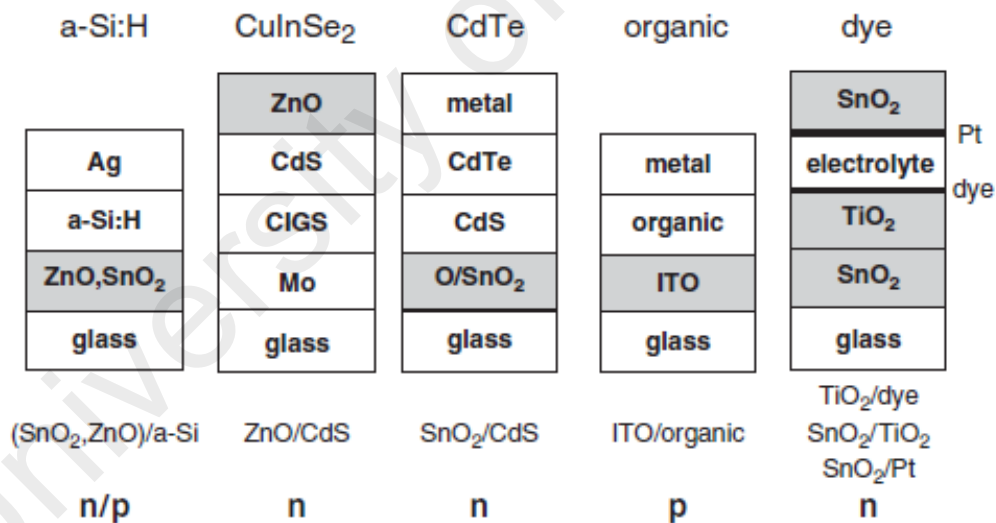 a-Si:H CuInSe₂ CdTe organic dye
ZnO metal SnO₂
Pt
Ag CdS CdTe metal electrolyte
dye
a-Si:H CIGS CdS organic TiO₂
ZnO,SnO₂ Mo O/SnO₂ ITO SnO₂
glass glass glass glass glass
TiO₂/dye
(SnO₂,ZnO)/a-Si ZnO/CdS SnO₂/CdS ITO/organic SnO₂/TiO₂
SnO₂/Pt
n/p n n p n
University of